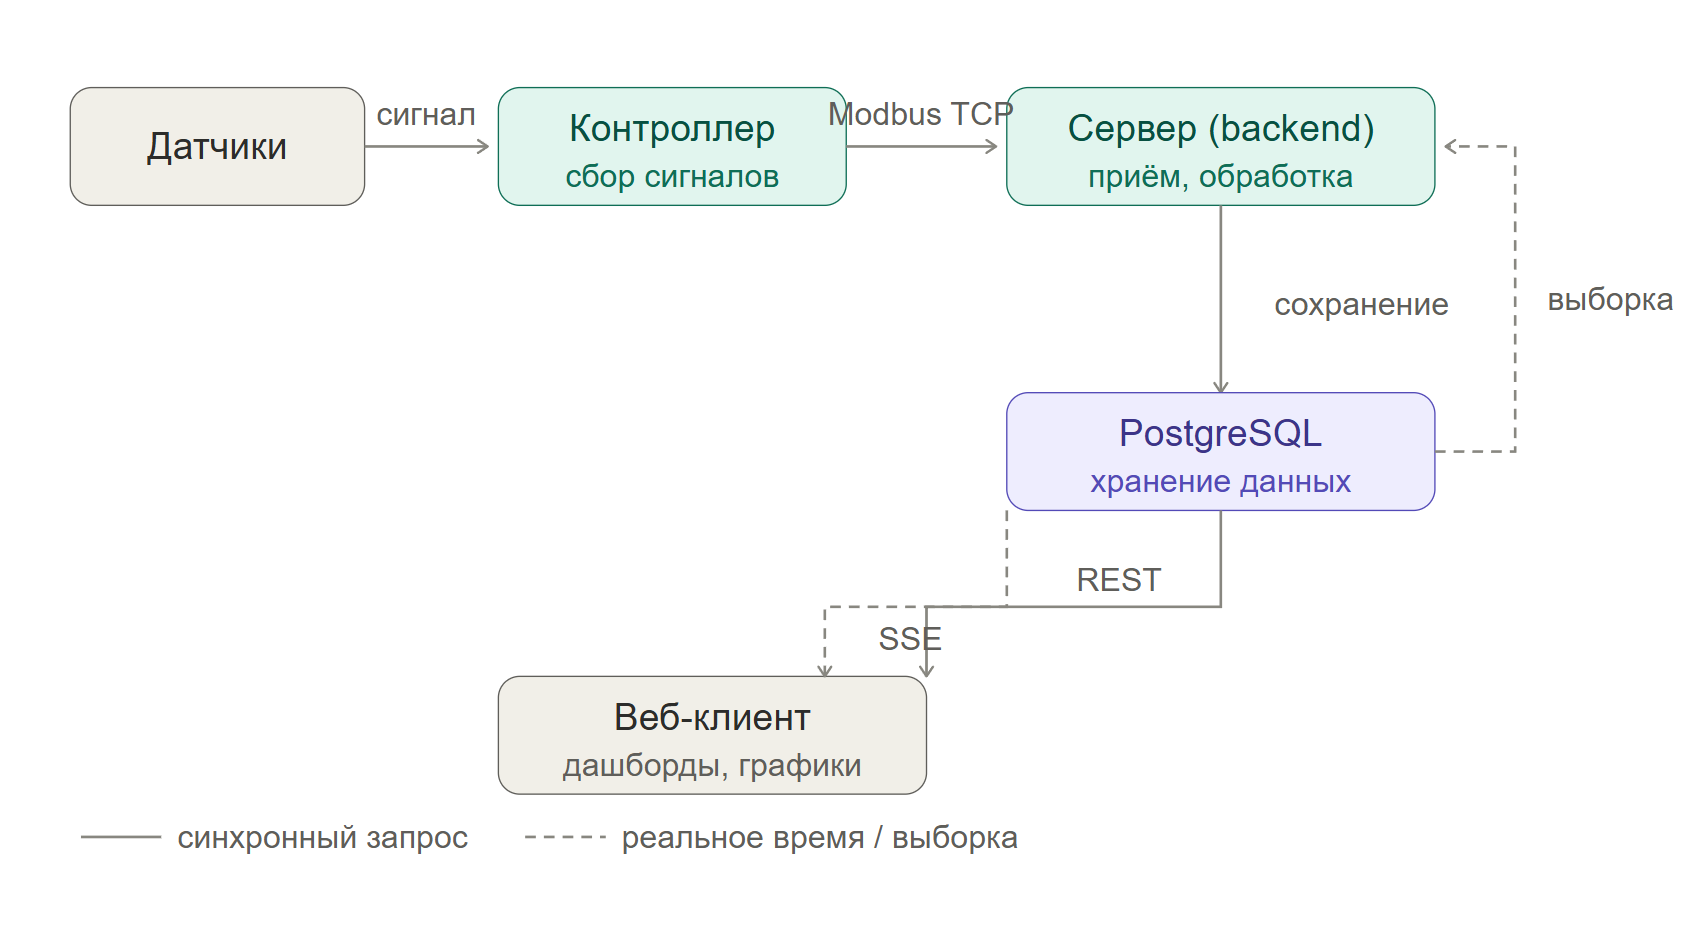 Датчики
сигнал
Контроллер
сбор сигналов
Modbus TCP
Сервер (backend)
приём, обработка
сохранение
выборка
PostgreSQL
хранение данных
REST
SSE
Веб-клиент
дашборды, графики
синхронный запрос
реальное время / выборка